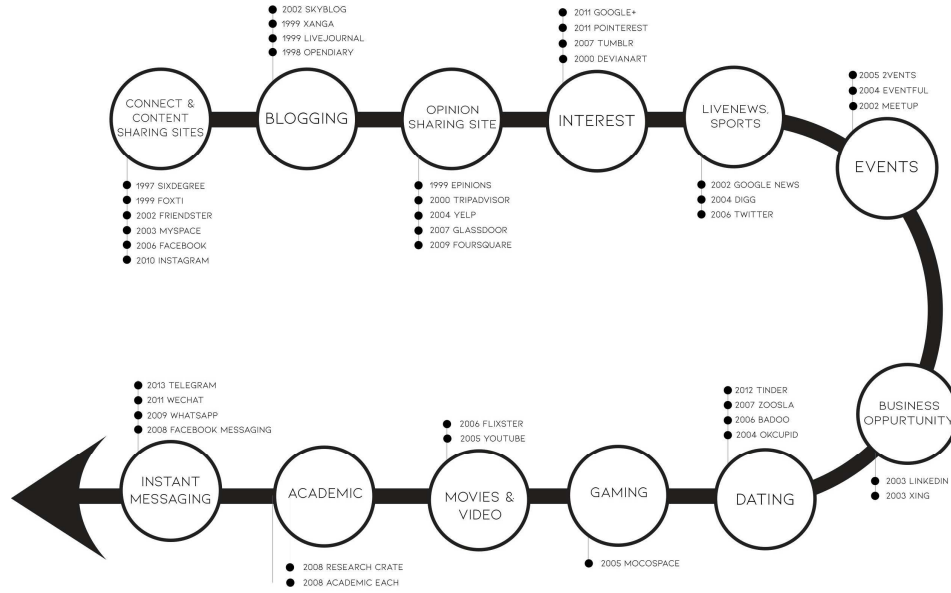 2002 SKYBLOG
1999 XANGA
1999 LIVEJOURNAL
1998 OPENDIARY
2011 GOOGLE+
2011 POINTEREST
2007 TUMBLR
2000 DEVIANART
CONNECT &
CONTENT
SHARING SITES
BLOGGING
OPINION
SHARING SITE
INTEREST
LIVENEWS,
SPORTS
2005 2VENTS
2004 EVENTFUL
2002 MEETUP
EVENTS
1997 SIXDEGREE
1999 FOXTI
2002 FRIENDSTER
2003 MYSPACE
2006 FACEBOOK
2010 INSTAGRAM
1999 EPINIONS
2000 TRIPADVISOR
2004 YELP
2007 GLASSDOOR
2009 FOURSQUARE
2002 GOOGLE NEWS
2004 DIGG
2006 TWITTER
BUSINESS
OPPURTUNITY
2003 LINKEDIN
2003 XING
2012 TINDER
2007 ZOOSLA
2006 BADOO
2004 OKCUPID
DATING
GAMING
2005 MOCOSPACE
2006 FLIXSTER
2005 YOUTUBE
MOVIES &
VIDEO
ACADEMIC
2008 RESEARCH CRATE
2008 ACADEMIC EACH
2013 TELEGRAM
2011 WECHAT
2009 WHATSAPP
2008 FACEBOOK MESSAGING
INSTANT
MESSAGING